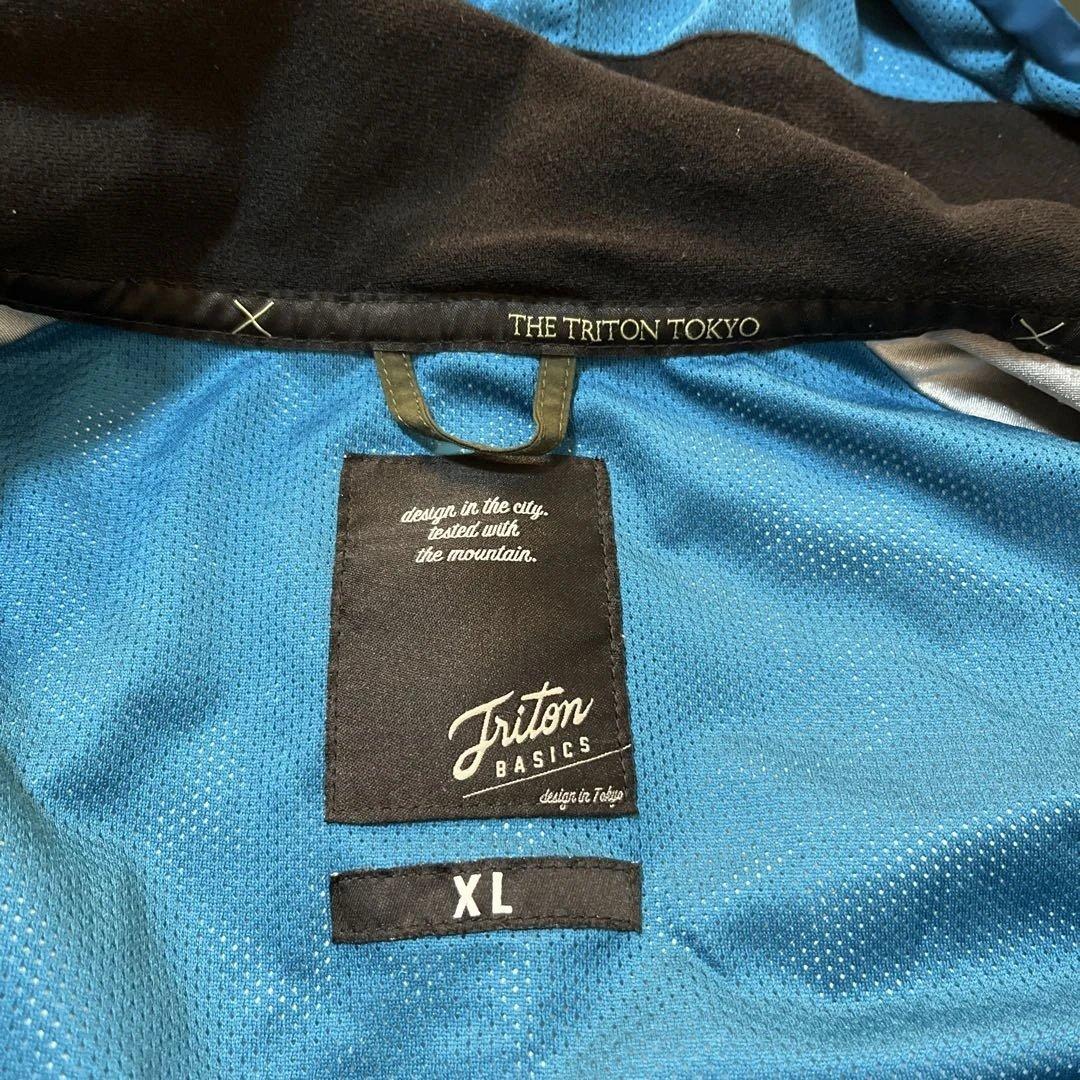 THE TRITON TOKYO
design in the city.
tested with
the mountain.
Triton
BASICS
design in Tokyo
XL